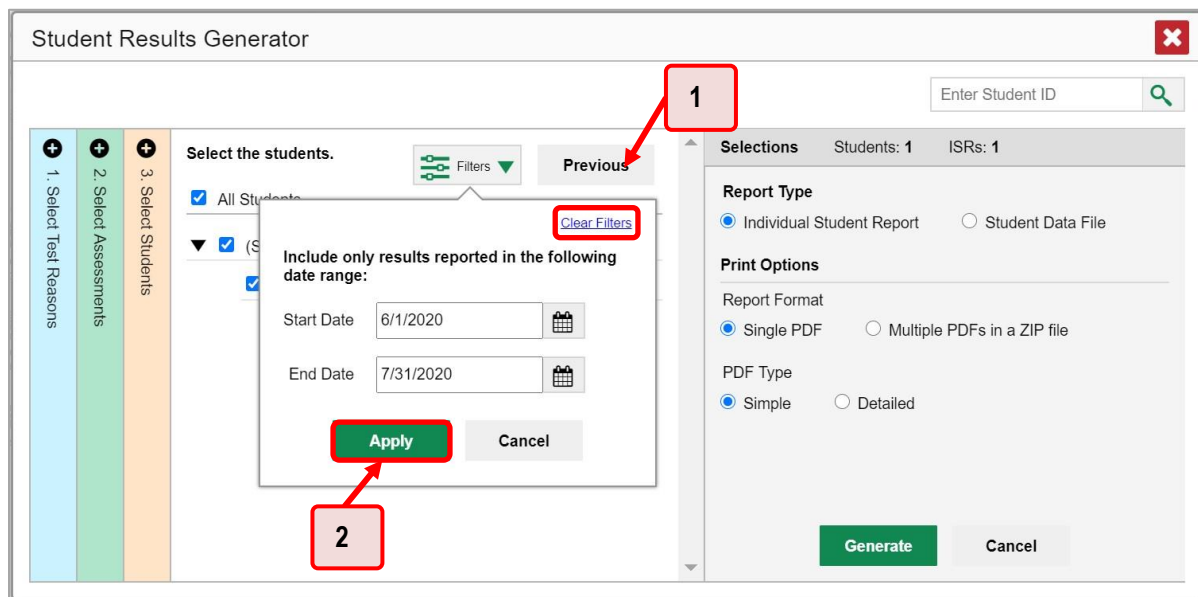 Student Results Generator
1
Enter Student ID
1. Select Test Reasons
2. Select Assessments
3. Select Students
Select the students.
Filters
Previous
All Students
(S
Clear Filters
Include only results reported in the following
date range:
Start Date 6/1/2020
End Date 7/31/2020
Apply Cancel
2
Selections Students: 1 ISRs: 1
Report Type
Individual Student Report Student Data File
Print Options
Report Format
Single PDF Multiple PDFs in a ZIP file
PDF Type
Simple Detailed
Generate Cancel